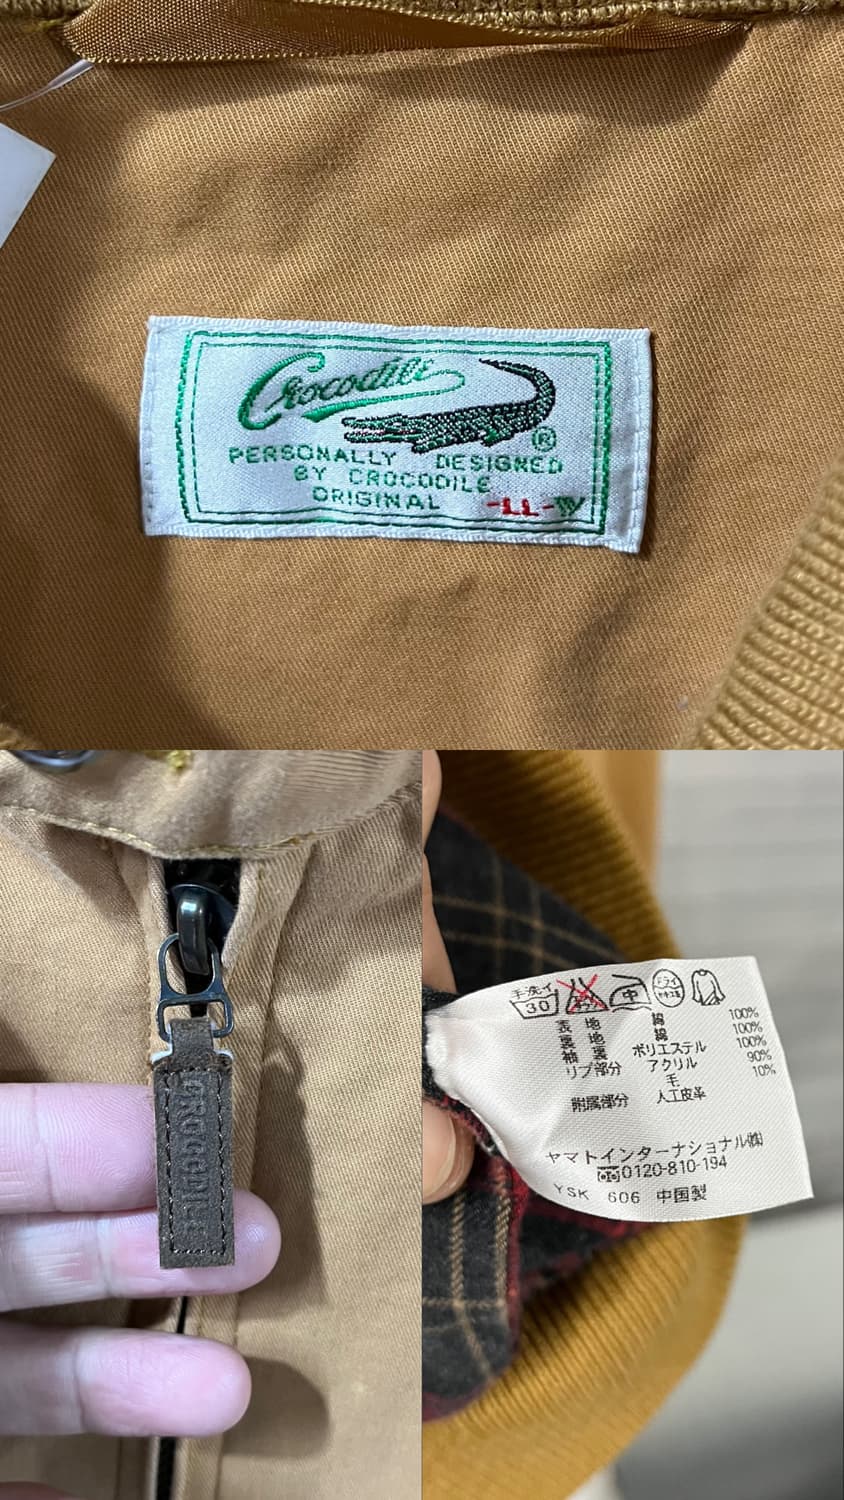 Crocodile
®
PERSONALLY DESIGNED
BY CROCODILE
ORIGINAL -LL-W
CROCODILE
手洗イ
30
中
ドライ
表 地 綿 100%
裏 地 綿 100%
袖 裏 ポリエステル 100%
リブ部分 アクリル 90%
毛 10%
附属部分 人工皮革
ヤマトインターナショナル㈱
0120-810-194
YSK 606 中国製